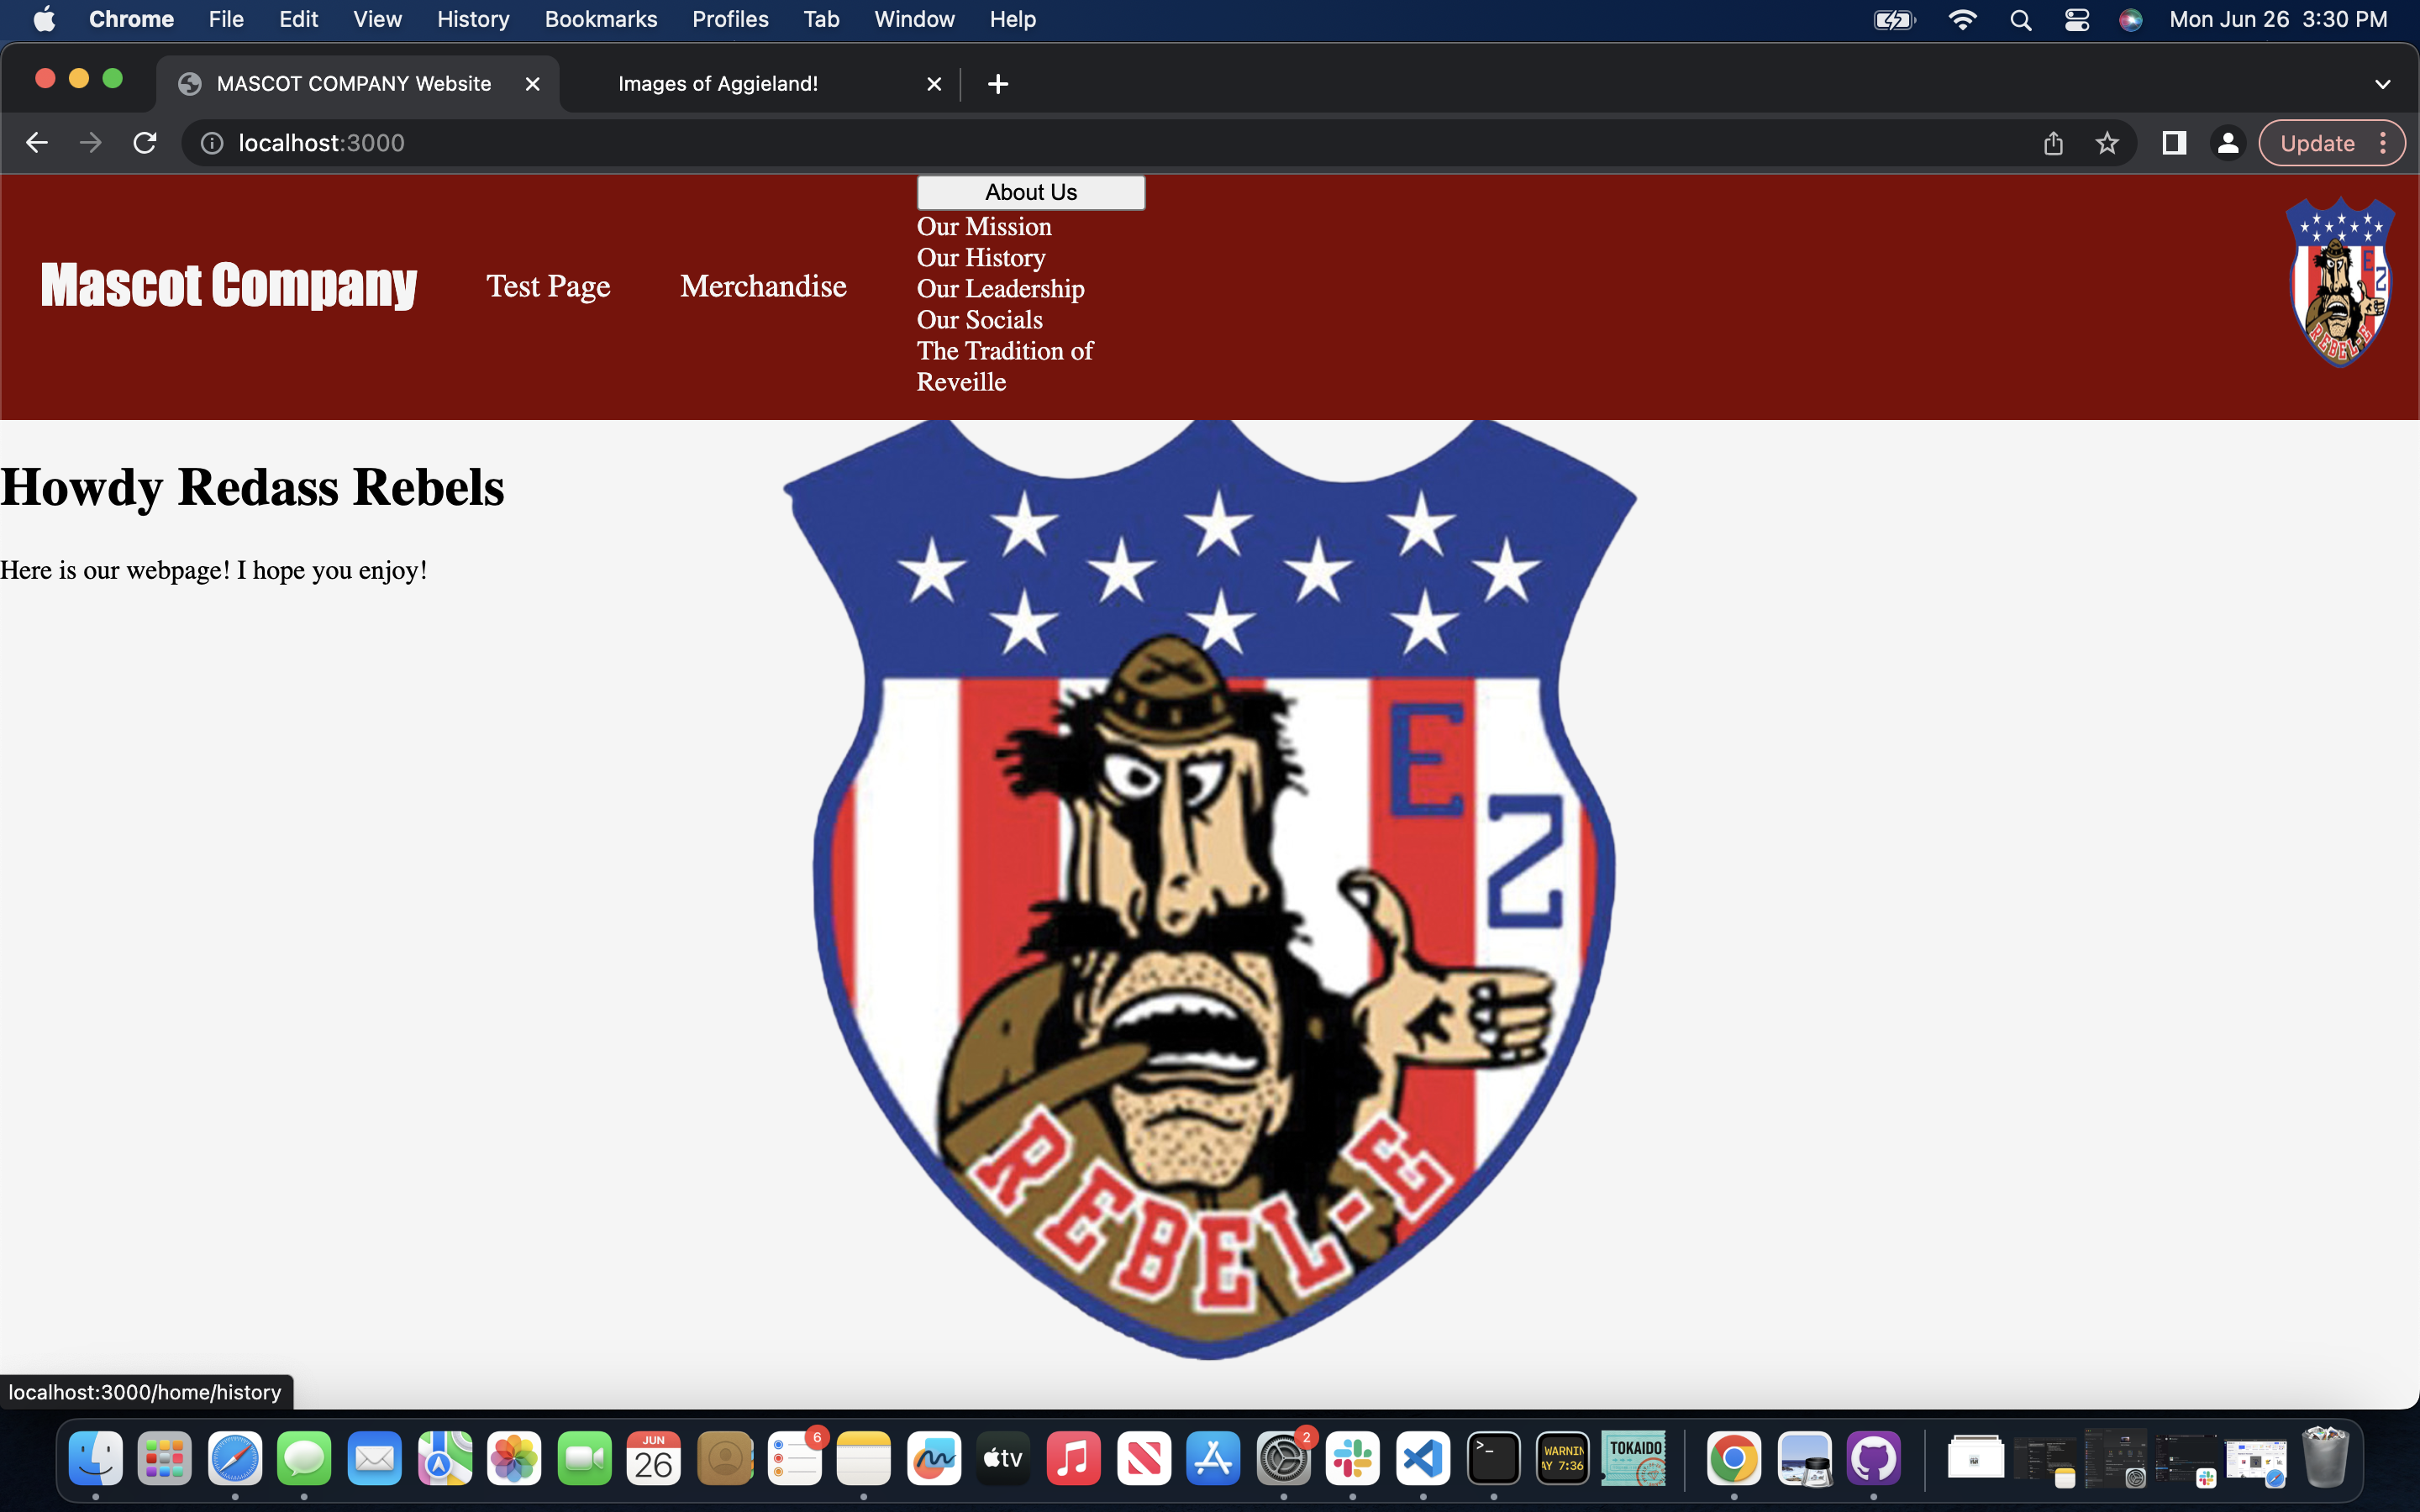 Chrome File Edit View History Bookmarks Profiles Tab Window Help Mon Jun 26 3:30 PM
MASCOT COMPANY Website Images of Aggieland!
localhost:3000 Update
About Us
Our Mission
Our History
Our Leadership
Our Socials
The Tradition of
Reveille
Mascot Company Test Page Merchandise
E
2
REBEL-E
Howdy Redass Rebels
Here is our webpage! I hope you enjoy!
E
2
REBEL-E
localhost:3000/home/history
JUN
26
6
tv
2
>_
WARNIN
AY 7:36
TOKAIDO